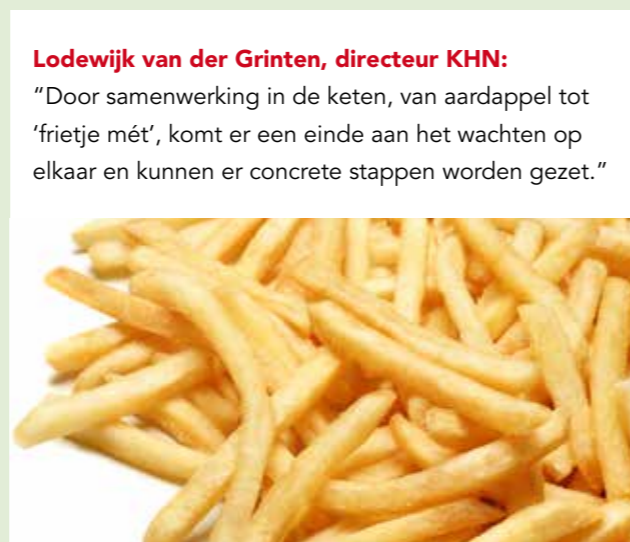 Lodewijk van der Grinten, directeur KHN:
“Door samenwerking in de keten, van aardappel tot
‘frietje mét’, komt er een einde aan het wachten op
elkaar en kunnen er concrete stappen worden gezet.”